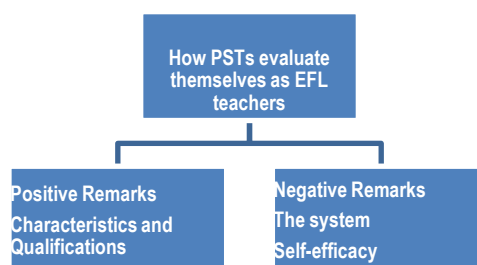 How PSTs evaluate
themselves as EFL
teachers
Positive Remarks
Characteristics and
Qualifications
Negative Remarks
The system
Self-efficacy